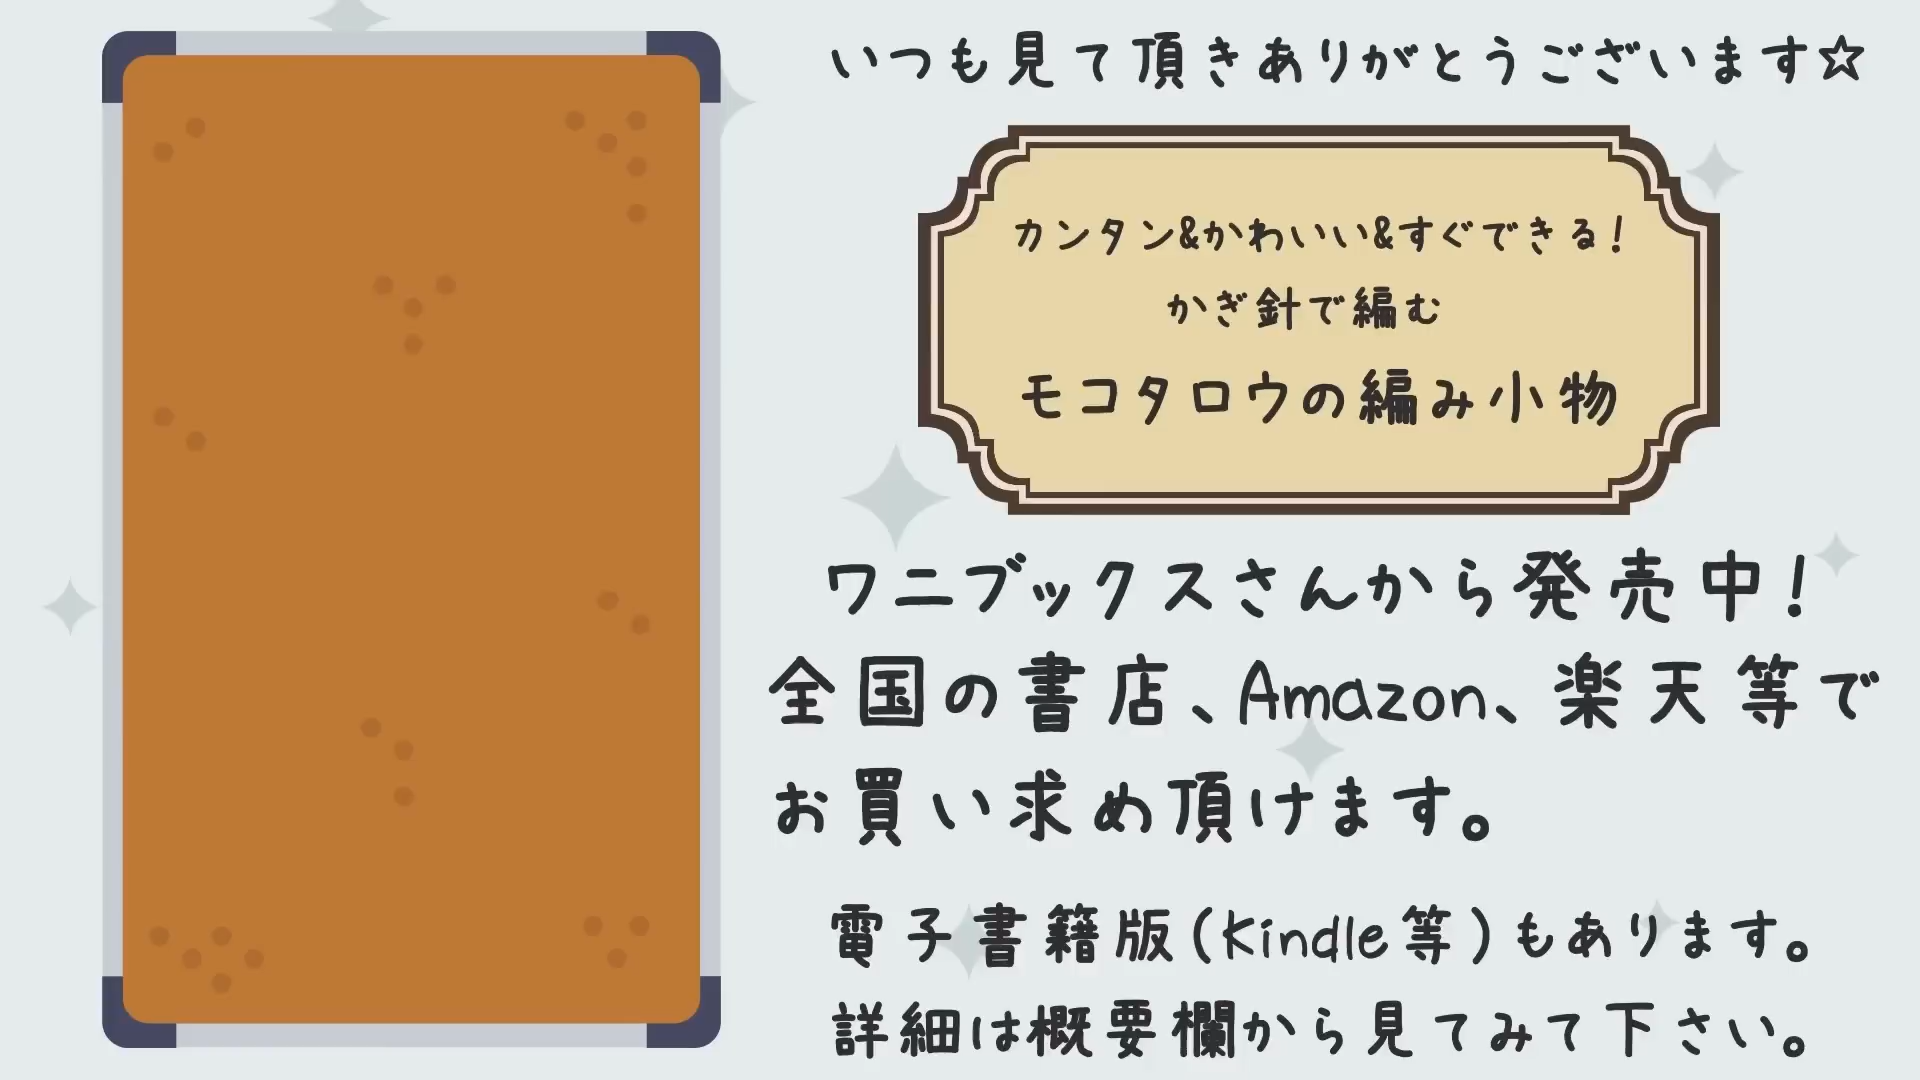 いつも見て頂きありがとうございます☆
カンタン&かわいい&すぐできる!
かぎ針で編む
モコタロウの編み小物
ワニブックスさんから発売中!
全国の書店、Amazon、楽天等で
お買い求め頂けます。
電子書籍版(Kindle等)もあります。
詳細は概要欄から見てみて下さい。